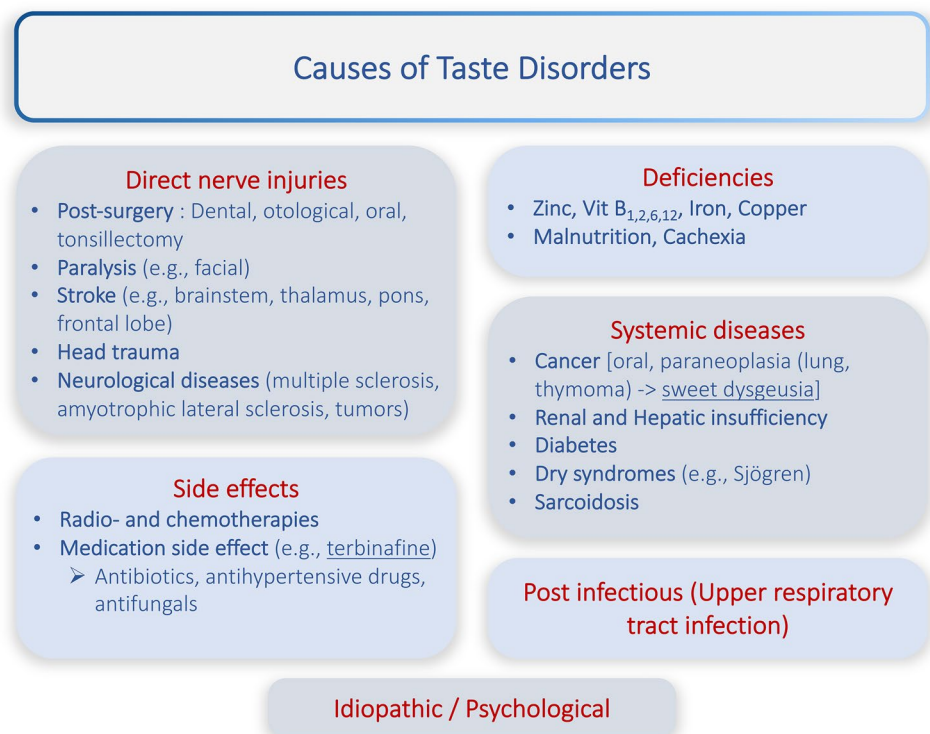 Causes of Taste Disorders
Direct nerve injuries
• Post-surgery : Dental, otological, oral,
tonsillectomy
• Paralysis (e.g., facial)
• Stroke (e.g., brainstem, thalamus, pons,
frontal lobe)
• Head trauma
• Neurological diseases (multiple sclerosis,
amyotrophic lateral sclerosis, tumors)
Side effects
• Radio- and chemotherapies
• Medication side effect (e.g., terbinafine)
➢ Antibiotics, antihypertensive drugs,
antifungals
Deficiencies
• Zinc, Vit B1,2,6,12, Iron, Copper
• Malnutrition, Cachexia
Systemic diseases
• Cancer [oral, paraneoplasia (lung,
thymoma) -> sweet dysgeusia]
• Renal and Hepatic insufficiency
• Diabetes
• Dry syndromes (e.g., Sjögren)
• Sarcoidosis
Post infectious (Upper respiratory
tract infection)
Idiopathic / Psychological